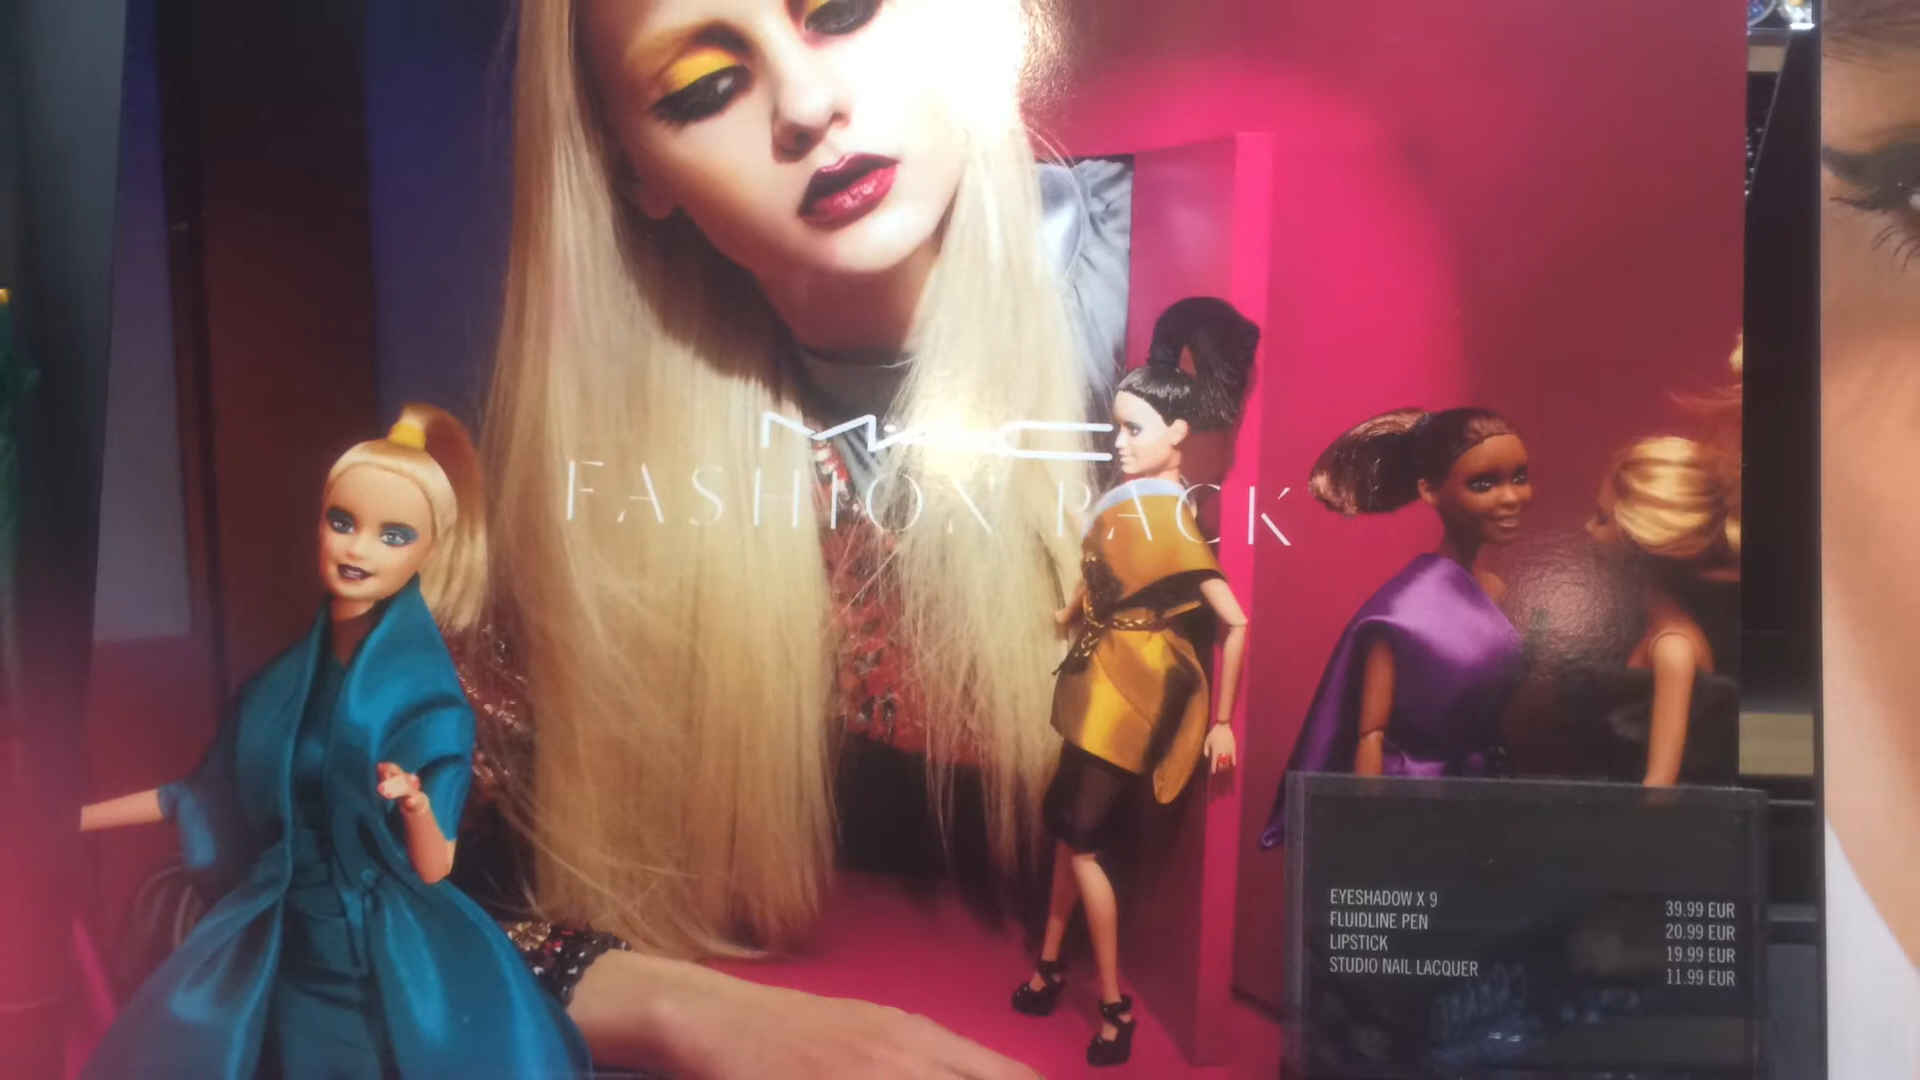 MAC
FASHION PACK
EYESHADOW X 9 39.99 EUR
FLUIDLINE PEN 20.99 EUR
LIPSTICK 19.99 EUR
STUDIO NAIL LACQUER 11.99 EUR